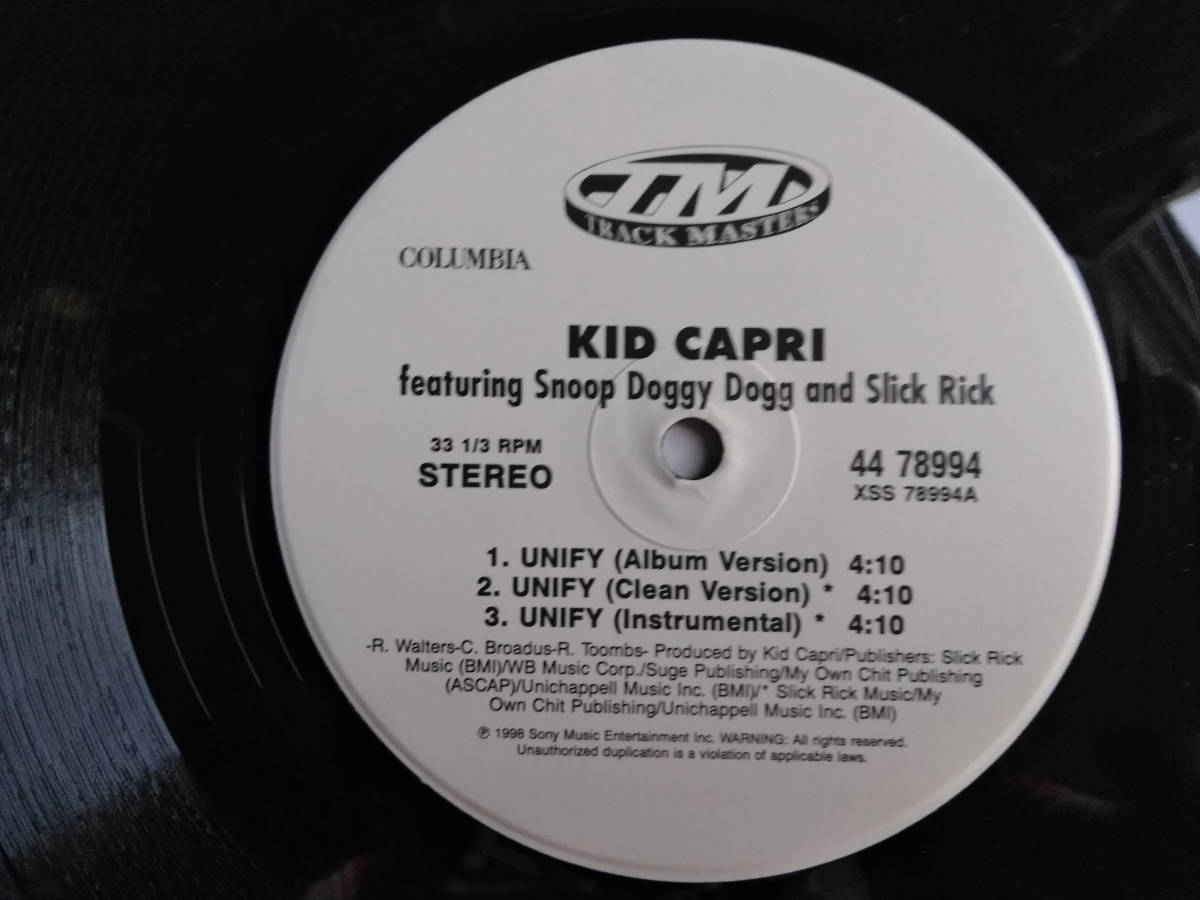 TM
TRACK MASTERS
COLUMBIA
KID CAPRI
featuring Snoop Doggy Dogg and Slick Rick
33 1/3 RPM
STEREO
44 78994
XSS 78994A
1. UNIFY (Album Version) 4:10
2. UNIFY (Clean Version) * 4:10
3. UNIFY (Instrumental) * 4:10
-R. Walters-C. Broadus-R. Toombs- Produced by Kid Capri/Publishers: Slick Rick
Music (BMI)/WB Music Corp./Suge Publishing/My Own Chit Publishing
(ASCAP)/Unichappell Music Inc. (BMI)/* Slick Rick Music/My
Own Chit Publishing/Unichappell Music Inc. (BMI)
℗ 1998 Sony Music Entertainment Inc. WARNING: All rights reserved.
Unauthorized duplication is a violation of applicable laws.